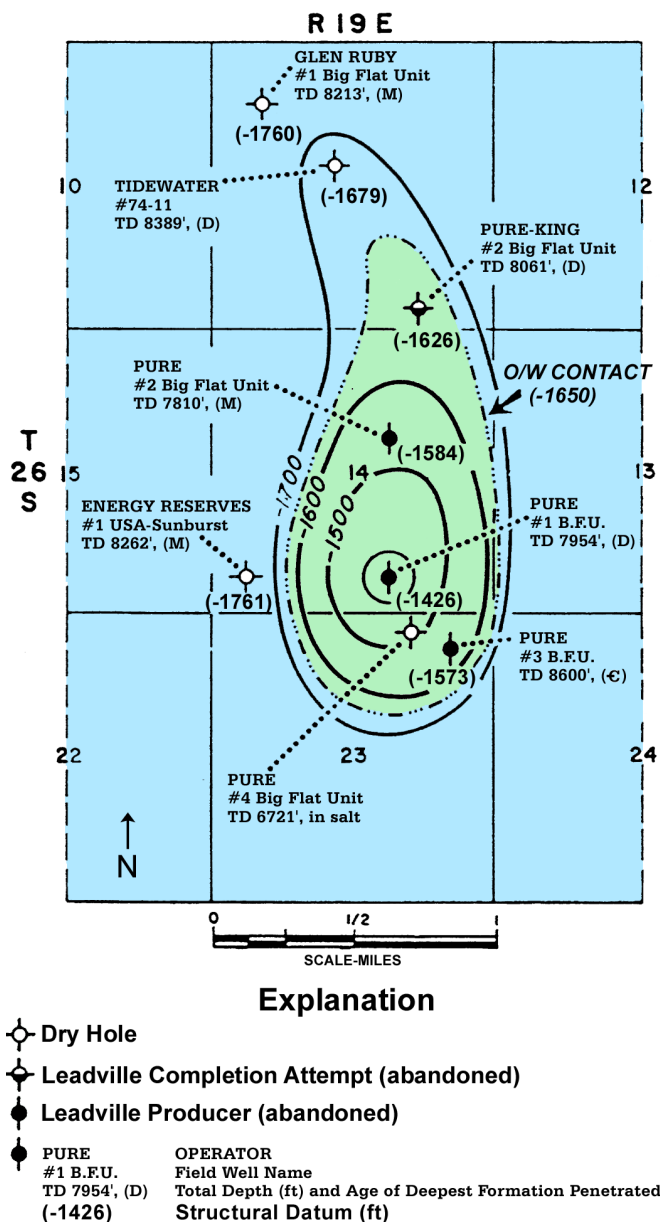 R 19 E
GLEN RUBY
#1 Big Flat Unit
TD 8213', (M)
(-1760)
10
12
TIDEWATER
#74-11
TD 8389', (D)
(-1679)
PURE-KING
#2 Big Flat Unit
TD 8061', (D)
(-1626)
PURE
#2 Big Flat Unit
TD 7810', (M)
O/W CONTACT
(-1650)
(-1584)
T
26
S
15
14
13
-1700
-1600
-1500
ENERGY RESERVES
#1 USA-Sunburst
TD 8262', (M)
(-1761)
PURE
#1 B.F.U.
TD 7954', (D)
(-1426)
PURE
#3 B.F.U.
TD 8600', (-C)
(-1573)
22
23
24
PURE
#4 Big Flat Unit
TD 6721', in salt
N
0 1/2 1
SCALE-MILES
Explanation
Dry Hole
Leadville Completion Attempt (abandoned)
Leadville Producer (abandoned)
PURE OPERATOR
#1 B.F.U. Field Well Name
TD 7954', (D) Total Depth (ft) and Age of Deepest Formation Penetrated
(-1426) Structural Datum (ft)